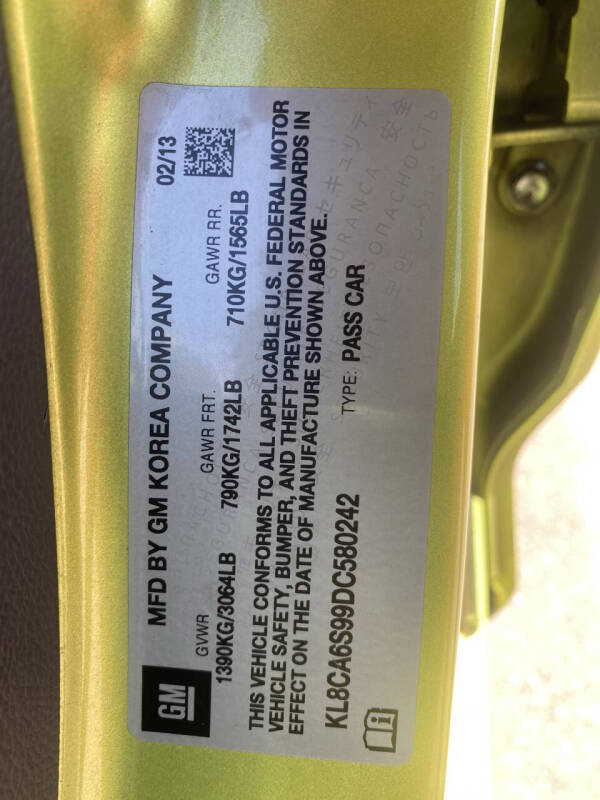 MFD BY GM KOREA COMPANY 02/13
GVWR GAWR FRT. GAWR RR.
1390KG/3064LB 790KG/1742LB 710KG/1565LB
THIS VEHICLE CONFORMS TO ALL APPLICABLE U.S. FEDERAL MOTOR
VEHICLE SAFETY, BUMPER, AND THEFT PREVENTION STANDARDS IN
EFFECT ON THE DATE OF MANUFACTURE SHOWN ABOVE.
KL8CA6S99DC580242 TYPE: PASS CAR
GM